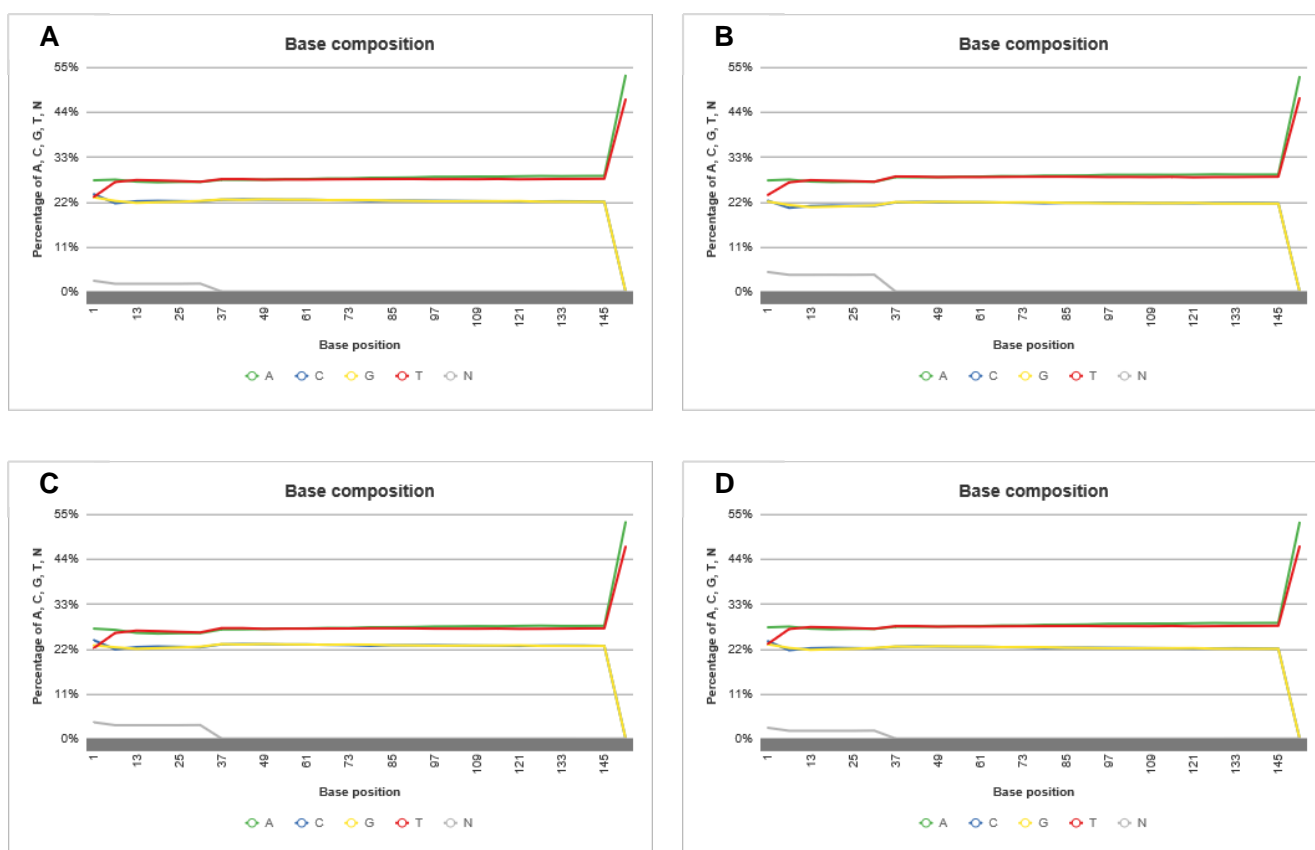 A
Base composition
Percentage of A, C, G, T, N
55%
44%
33%
22%
11%
0%
1 13 25 37 49 61 73 85 97 109 121 133 145
Base position
A C G T N
B
Base composition
Percentage of A, C, G, T, N
55%
44%
33%
22%
11%
0%
1 13 25 37 49 61 73 85 97 109 121 133 145
Base position
A C G T N
C
Base composition
Percentage of A, C, G, T, N
55%
44%
33%
22%
11%
0%
1 13 25 37 49 61 73 85 97 109 121 133 145
Base position
A C G T N
D
Base composition
Percentage of A, C, G, T, N
55%
44%
33%
22%
11%
0%
1 13 25 37 49 61 73 85 97 109 121 133 145
Base position
A C G T N